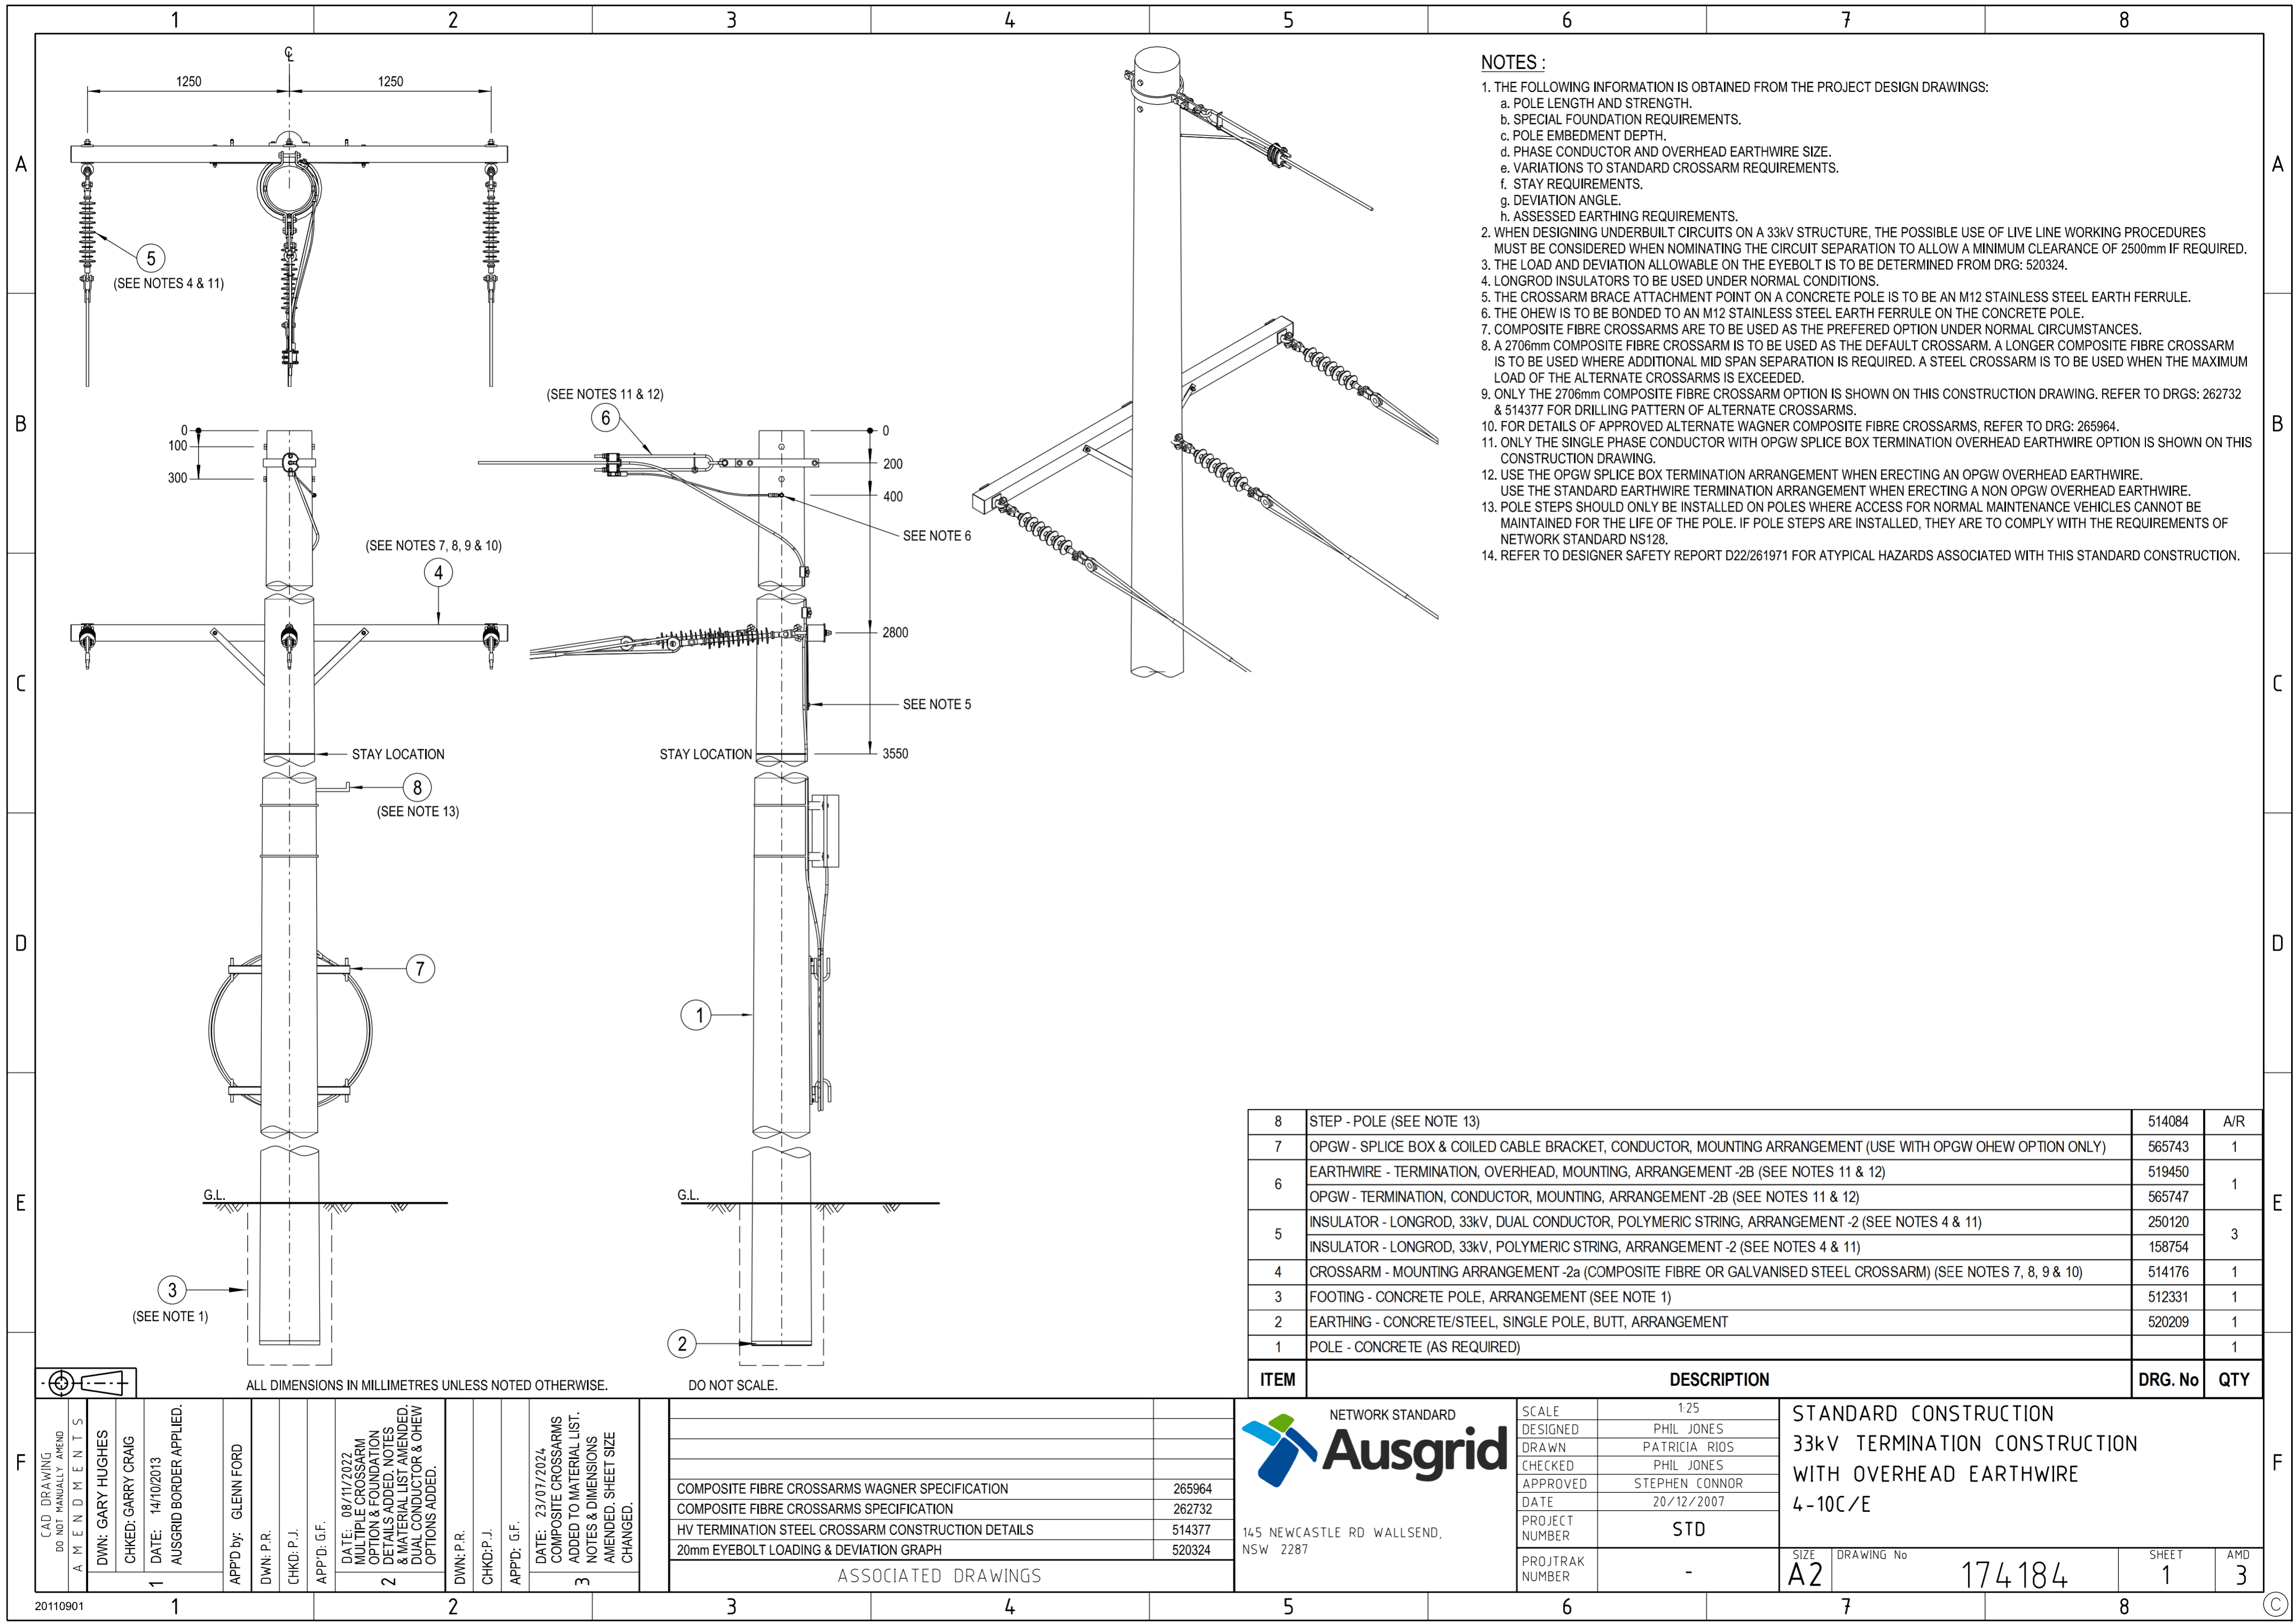 1 2 3 4 5 6 7 8
A
B
C
D
E
F
A
B
C
D
E
F
℄
1250 1250
5
(SEE NOTES 4 & 11)
0
100
300
(SEE NOTES 7, 8, 9 & 10)
4
STAY LOCATION
8
(SEE NOTE 13)
7
G.L.
3
(SEE NOTE 1)
(SEE NOTES 11 & 12)
6
0
200
400
SEE NOTE 6
2800
SEE NOTE 5
STAY LOCATION
3550
1
G.L.
2
NOTES :
1. THE FOLLOWING INFORMATION IS OBTAINED FROM THE PROJECT DESIGN DRAWINGS:
a. POLE LENGTH AND STRENGTH.
b. SPECIAL FOUNDATION REQUIREMENTS.
c. POLE EMBEDMENT DEPTH.
d. PHASE CONDUCTOR AND OVERHEAD EARTHWIRE SIZE.
e. VARIATIONS TO STANDARD CROSSARM REQUIREMENTS.
f. STAY REQUIREMENTS.
g. DEVIATION ANGLE.
h. ASSESSED EARTHING REQUIREMENTS.
2. WHEN DESIGNING UNDERBUILT CIRCUITS ON A 33kV STRUCTURE, THE POSSIBLE USE OF LIVE LINE WORKING PROCEDURES
MUST BE CONSIDERED WHEN NOMINATING THE CIRCUIT SEPARATION TO ALLOW A MINIMUM CLEARANCE OF 2500mm IF REQUIRED.
3. THE LOAD AND DEVIATION ALLOWABLE ON THE EYEBOLT IS TO BE DETERMINED FROM DRG: 520324.
4. LONGROD INSULATORS TO BE USED UNDER NORMAL CONDITIONS.
5. THE CROSSARM BRACE ATTACHMENT POINT ON A CONCRETE POLE IS TO BE AN M12 STAINLESS STEEL EARTH FERRULE.
6. THE OHEW IS TO BE BONDED TO AN M12 STAINLESS STEEL EARTH FERRULE ON THE CONCRETE POLE.
7. COMPOSITE FIBRE CROSSARMS ARE TO BE USED AS THE PREFERED OPTION UNDER NORMAL CIRCUMSTANCES.
8. A 2706mm COMPOSITE FIBRE CROSSARM IS TO BE USED AS THE DEFAULT CROSSARM. A LONGER COMPOSITE FIBRE CROSSARM
IS TO BE USED WHERE ADDITIONAL MID SPAN SEPARATION IS REQUIRED. A STEEL CROSSARM IS TO BE USED WHEN THE MAXIMUM
LOAD OF THE ALTERNATE CROSSARMS IS EXCEEDED.
9. ONLY THE 2706mm COMPOSITE FIBRE CROSSARM OPTION IS SHOWN ON THIS CONSTRUCTION DRAWING. REFER TO DRGS: 262732
& 514377 FOR DRILLING PATTERN OF ALTERNATE CROSSARMS.
10. FOR DETAILS OF APPROVED ALTERNATE WAGNER COMPOSITE FIBRE CROSSARMS, REFER TO DRG: 265964.
11. ONLY THE SINGLE PHASE CONDUCTOR WITH OPGW SPLICE BOX TERMINATION OVERHEAD EARTHWIRE OPTION IS SHOWN ON THIS
CONSTRUCTION DRAWING.
12. USE THE OPGW SPLICE BOX TERMINATION ARRANGEMENT WHEN ERECTING AN OPGW OVERHEAD EARTHWIRE.
USE THE STANDARD EARTHWIRE TERMINATION ARRANGEMENT WHEN ERECTING A NON OPGW OVERHEAD EARTHWIRE.
13. POLE STEPS SHOULD ONLY BE INSTALLED ON POLES WHERE ACCESS FOR NORMAL MAINTENANCE VEHICLES CANNOT BE
MAINTAINED FOR THE LIFE OF THE POLE. IF POLE STEPS ARE INSTALLED, THEY ARE TO COMPLY WITH THE REQUIREMENTS OF
NETWORK STANDARD NS128.
14. REFER TO DESIGNER SAFETY REPORT D22/261971 FOR ATYPICAL HAZARDS ASSOCIATED WITH THIS STANDARD CONSTRUCTION.
8 STEP - POLE (SEE NOTE 13) 514084 A/R
7 OPGW - SPLICE BOX & COILED CABLE BRACKET, CONDUCTOR, MOUNTING ARRANGEMENT (USE WITH OPGW OHEW OPTION ONLY) 565743 1
6 EARTHWIRE - TERMINATION, OVERHEAD, MOUNTING, ARRANGEMENT -2B (SEE NOTES 11 & 12) 519450 1
OPGW - TERMINATION, CONDUCTOR, MOUNTING, ARRANGEMENT -2B (SEE NOTES 11 & 12) 565747
5 INSULATOR - LONGROD, 33kV, DUAL CONDUCTOR, POLYMERIC STRING, ARRANGEMENT -2 (SEE NOTES 4 & 11) 250120 3
INSULATOR - LONGROD, 33kV, POLYMERIC STRING, ARRANGEMENT -2 (SEE NOTES 4 & 11) 158754
4 CROSSARM - MOUNTING ARRANGEMENT -2a (COMPOSITE FIBRE OR GALVANISED STEEL CROSSARM) (SEE NOTES 7, 8, 9 & 10) 514176 1
3 FOOTING - CONCRETE POLE, ARRANGEMENT (SEE NOTE 1) 512331 1
2 EARTHING - CONCRETE/STEEL, SINGLE POLE, BUTT, ARRANGEMENT 520209 1
1 POLE - CONCRETE (AS REQUIRED) 1
ITEM DESCRIPTION DRG. No QTY
ALL DIMENSIONS IN MILLIMETRES UNLESS NOTED OTHERWISE. DO NOT SCALE.
CAD DRAWING
DO NOT MANUALLY AMEND
AMENDMENTS
DWN: GARY HUGHES
CHKED: GARRY CRAIG
DATE: 14/10/2013
AUSGRID BORDER APPLIED.
1
APP'D by: GLENN FORD
DWN: P.R.
CHKD: P.J.
APP'D: G.F.
DATE: 08/11/2022
MULTIPLE CROSSARM
OPTION & FOUNDATION
DETAILS ADDED. NOTES
& MATERIAL LIST AMENDED.
DUAL CONDUCTOR & OHEW
OPTIONS ADDED.
2
DWN: P.R.
CHKD:P.J.
APP'D: G.F.
DATE: 23/07/2024
COMPOSITE CROSSARMS
ADDED TO MATERIAL LIST.
NOTES & DIMENSIONS
AMENDED. SHEET SIZE
CHANGED.
3
COMPOSITE FIBRE CROSSARMS WAGNER SPECIFICATION 265964
COMPOSITE FIBRE CROSSARMS SPECIFICATION 262732
HV TERMINATION STEEL CROSSARM CONSTRUCTION DETAILS 514377
20mm EYEBOLT LOADING & DEVIATION GRAPH 520324
ASSOCIATED DRAWINGS
NETWORK STANDARD
Ausgrid
145 NEWCASTLE RD WALLSEND,
NSW 2287
SCALE 1:25
DESIGNED PHIL JONES
DRAWN PATRICIA RIOS
CHECKED PHIL JONES
APPROVED STEPHEN CONNOR
DATE 20/12/2007
PROJECT NUMBER STD
PROJTRAK NUMBER -
STANDARD CONSTRUCTION
33kV TERMINATION CONSTRUCTION
WITH OVERHEAD EARTHWIRE
4-10C/E
SIZE A2
DRAWING No 174184
SHEET 1
AMD 3
20110901
1 2 3 4 5 6 7 8
©